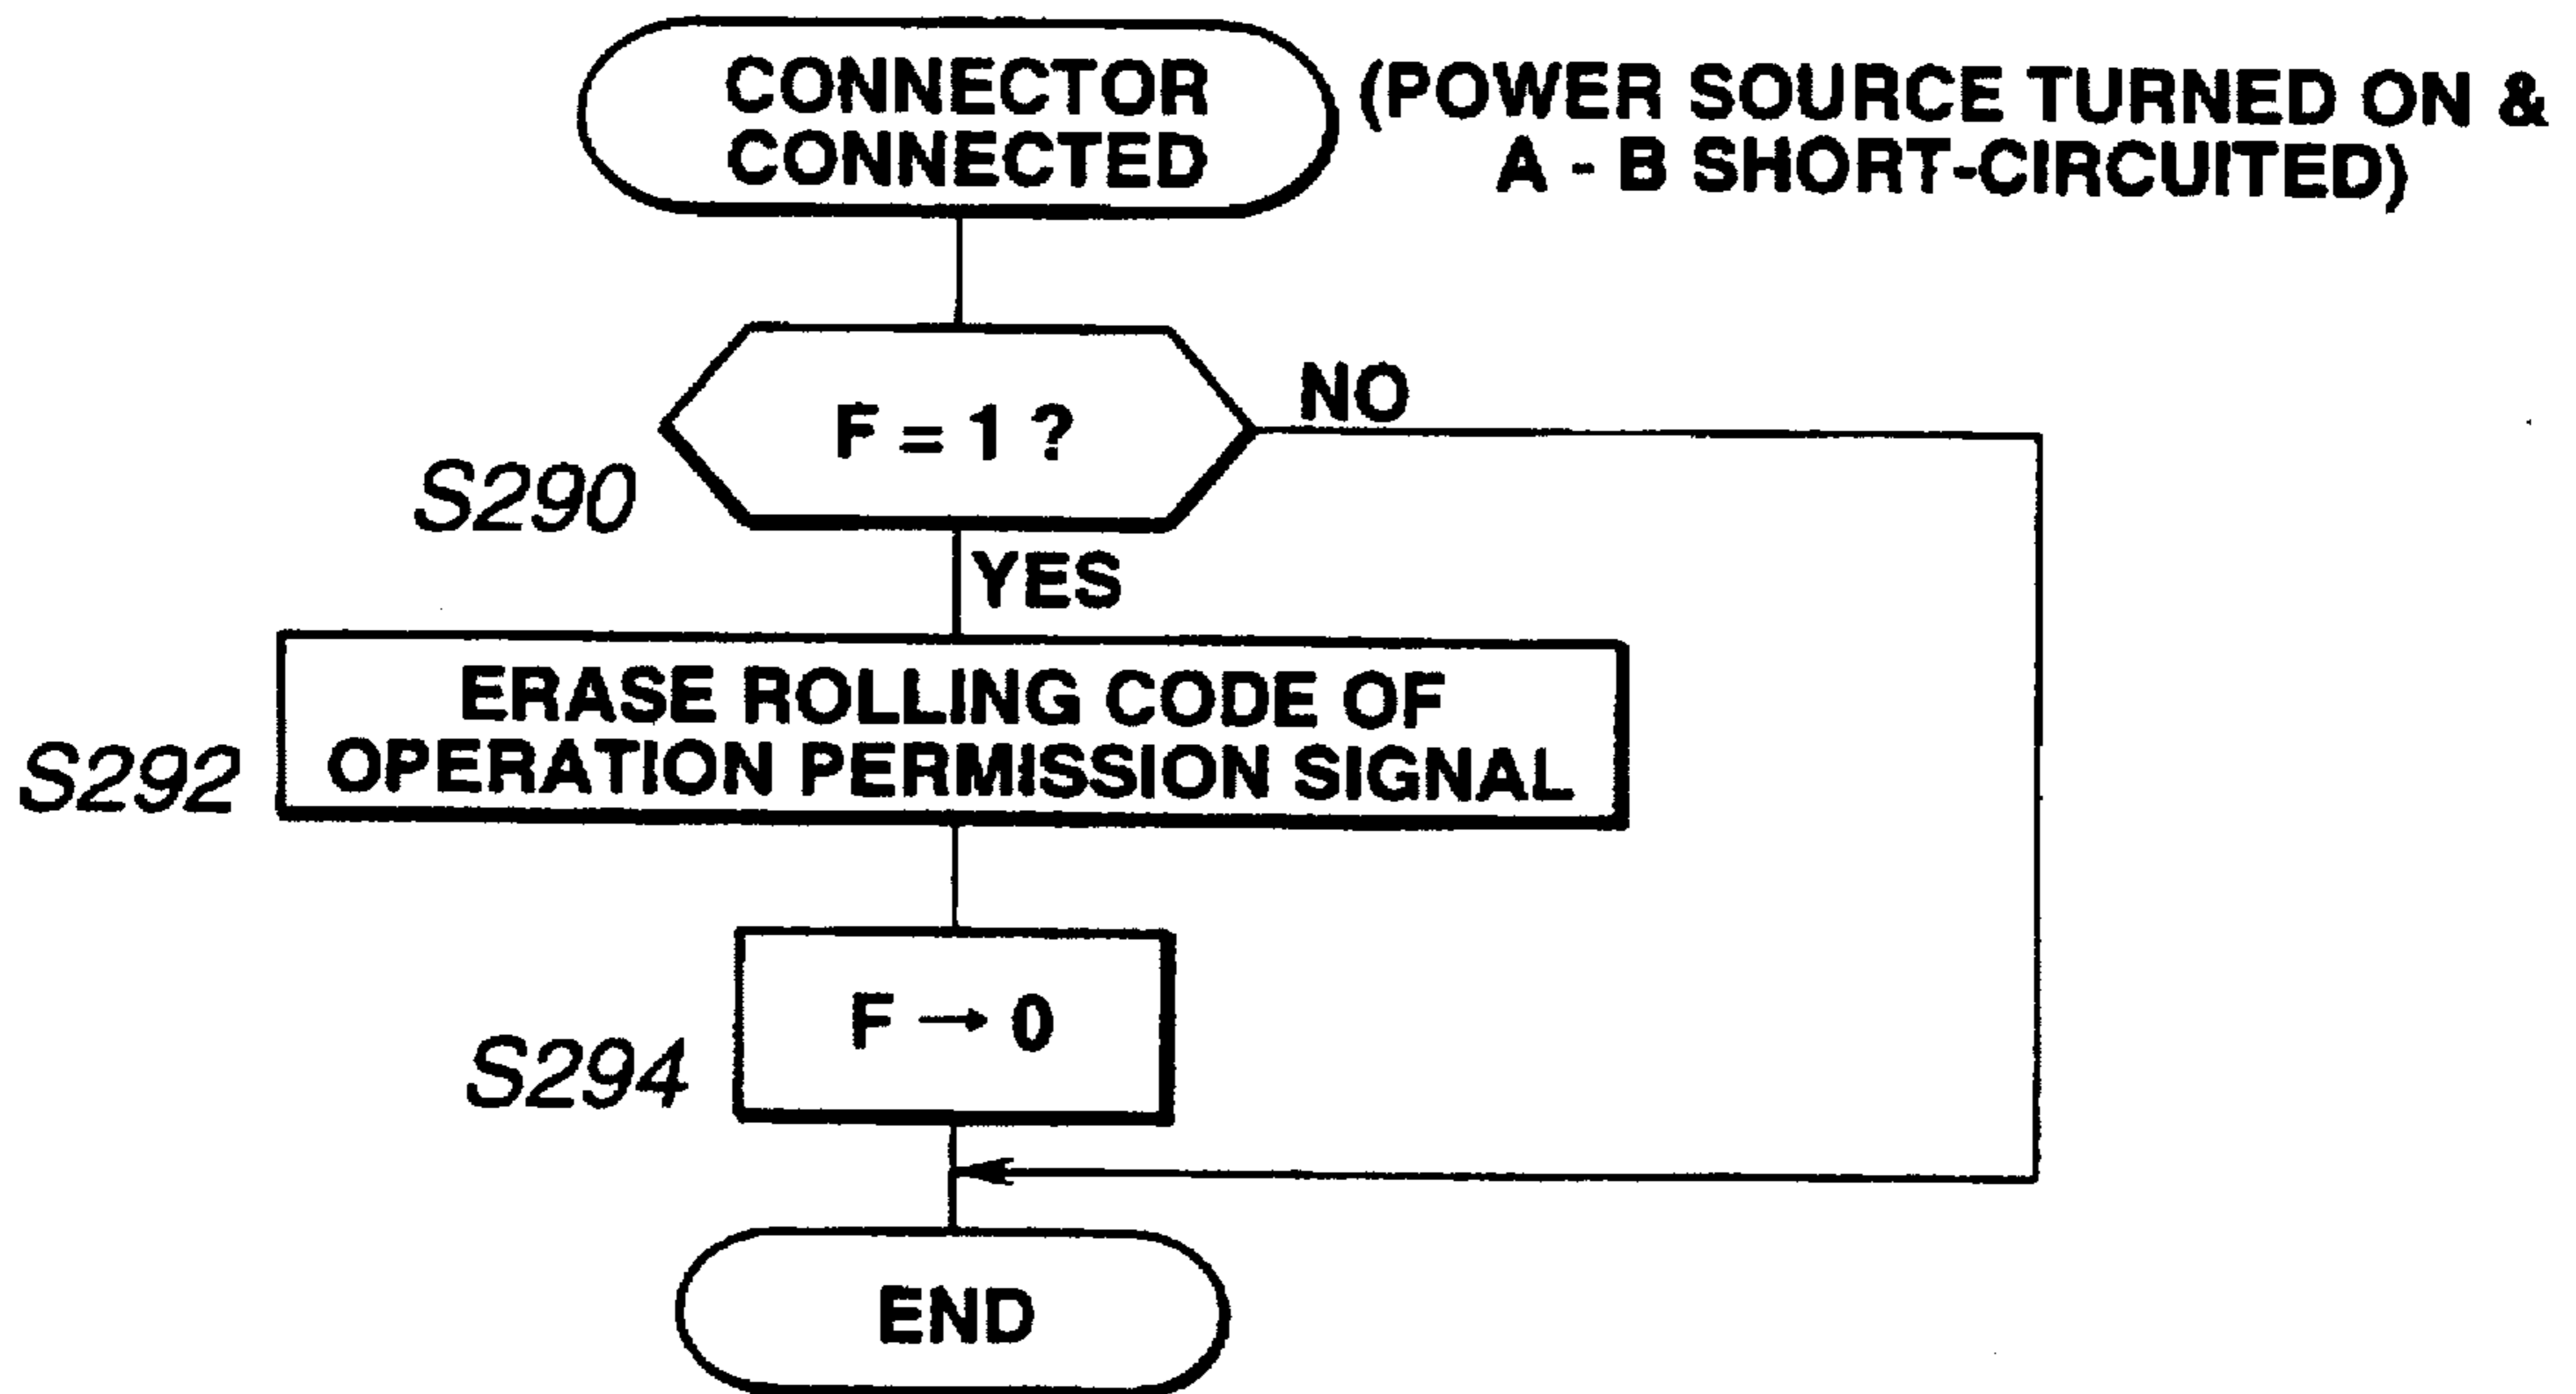 CONNECTOR
CONNECTED
(POWER SOURCE TURNED ON &
A - B SHORT-CIRCUITED)
F = 1 ?
NO
S290
YES
ERASE ROLLING CODE OF
OPERATION PERMISSION SIGNAL
S292
F → 0
S294
END